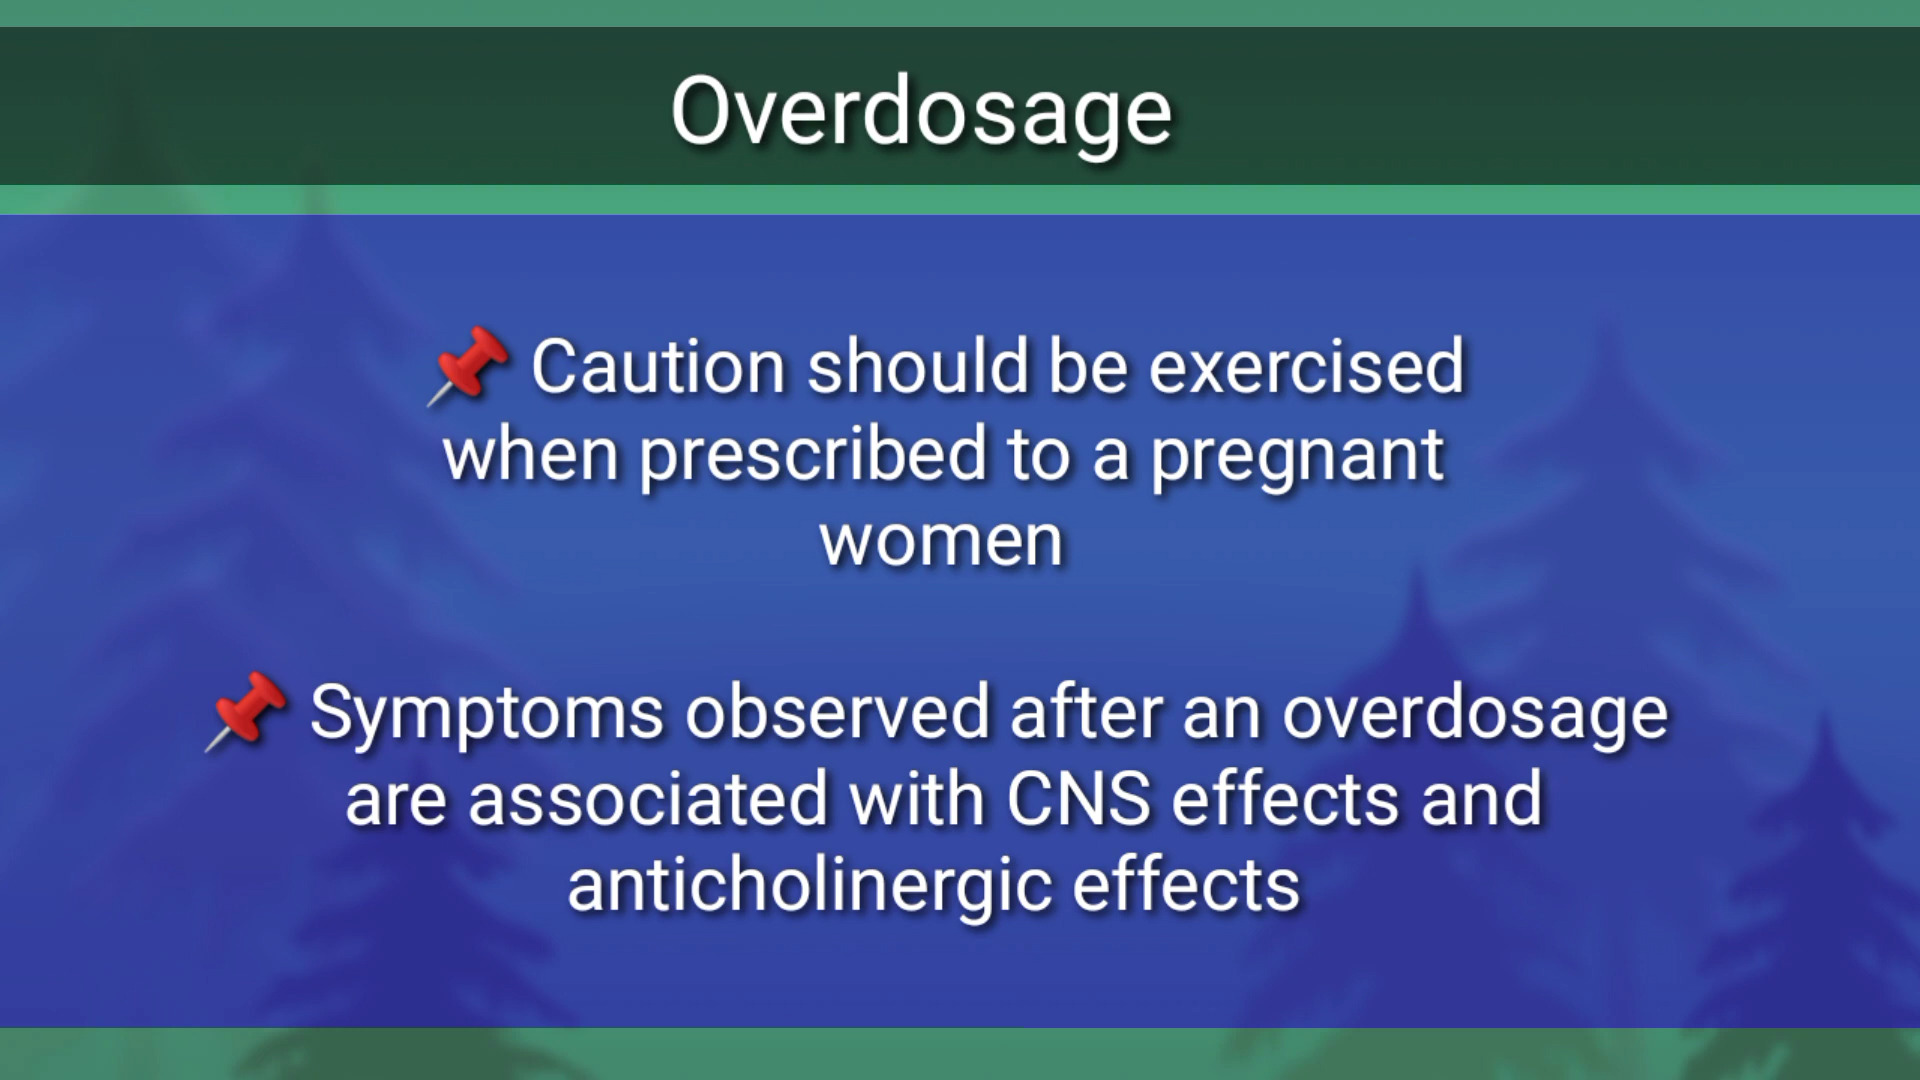 Overdosage
📌 Caution should be exercised
when prescribed to a pregnant
women
📌 Symptoms observed after an overdosage
are associated with CNS effects and
anticholinergic effects